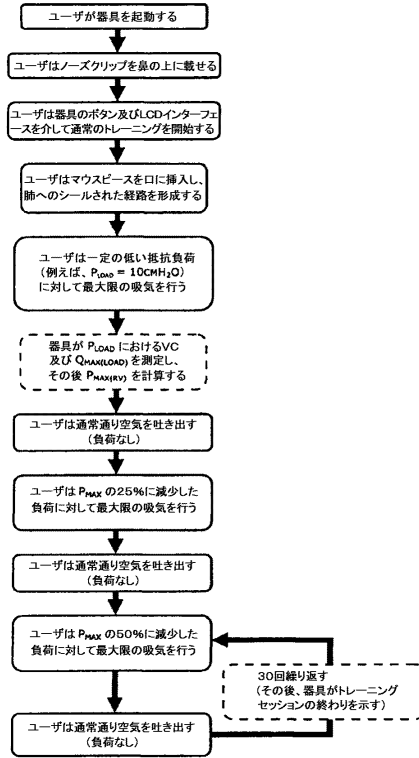 ユーザが器具を起動する
ユーザはノーズクリップを鼻の上に載せる
ユーザは器具のボタン及びLCDインターフェ
ースを介して通常のトレーニングを開始する
ユーザはマウスピースを口に挿入し、
肺へのシールされた経路を形成する
ユーザは一定の低い抵抗負荷
(例えば、PLOAD = 10CMH2O)
に対して最大限の吸気を行う
器具が PLOAD におけるVC
及び QMAX(LOAD) を測定し、
その後 PMAX(RV) を計算する
ユーザは通常通り空気を吐き出す
(負荷なし)
ユーザは PMAX の25%に減少した
負荷に対して最大限の吸気を行う
ユーザは通常通り空気を吐き出す
(負荷なし)
ユーザは PMAX の50%に減少した
負荷に対して最大限の吸気を行う
30回繰り返す
(その後、器具がトレーニング
セッションの終わりを示す)
ユーザは通常通り空気を吐き出す
(負荷なし)